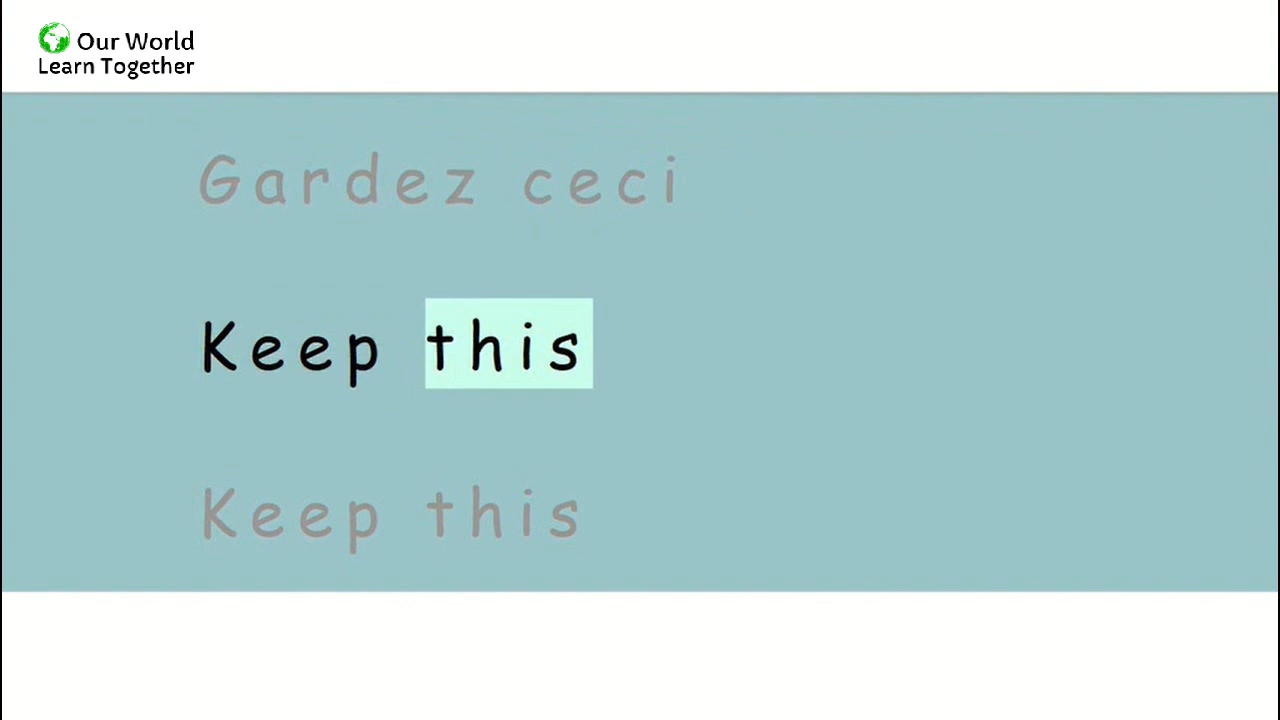 Our World
Learn Together
Gardez ceci
Keep this
Keep this